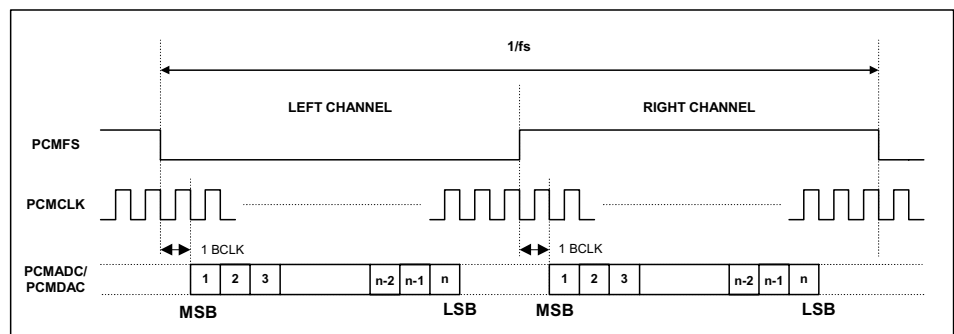 1/fs
LEFT CHANNEL RIGHT CHANNEL
PCMFS
PCMCLK
1 BCLK 1 BCLK
PCMADC/
PCMDAC
1 2 3 n-2 n-1 n 1 2 3 n-2 n-1 n
MSB LSB MSB LSB